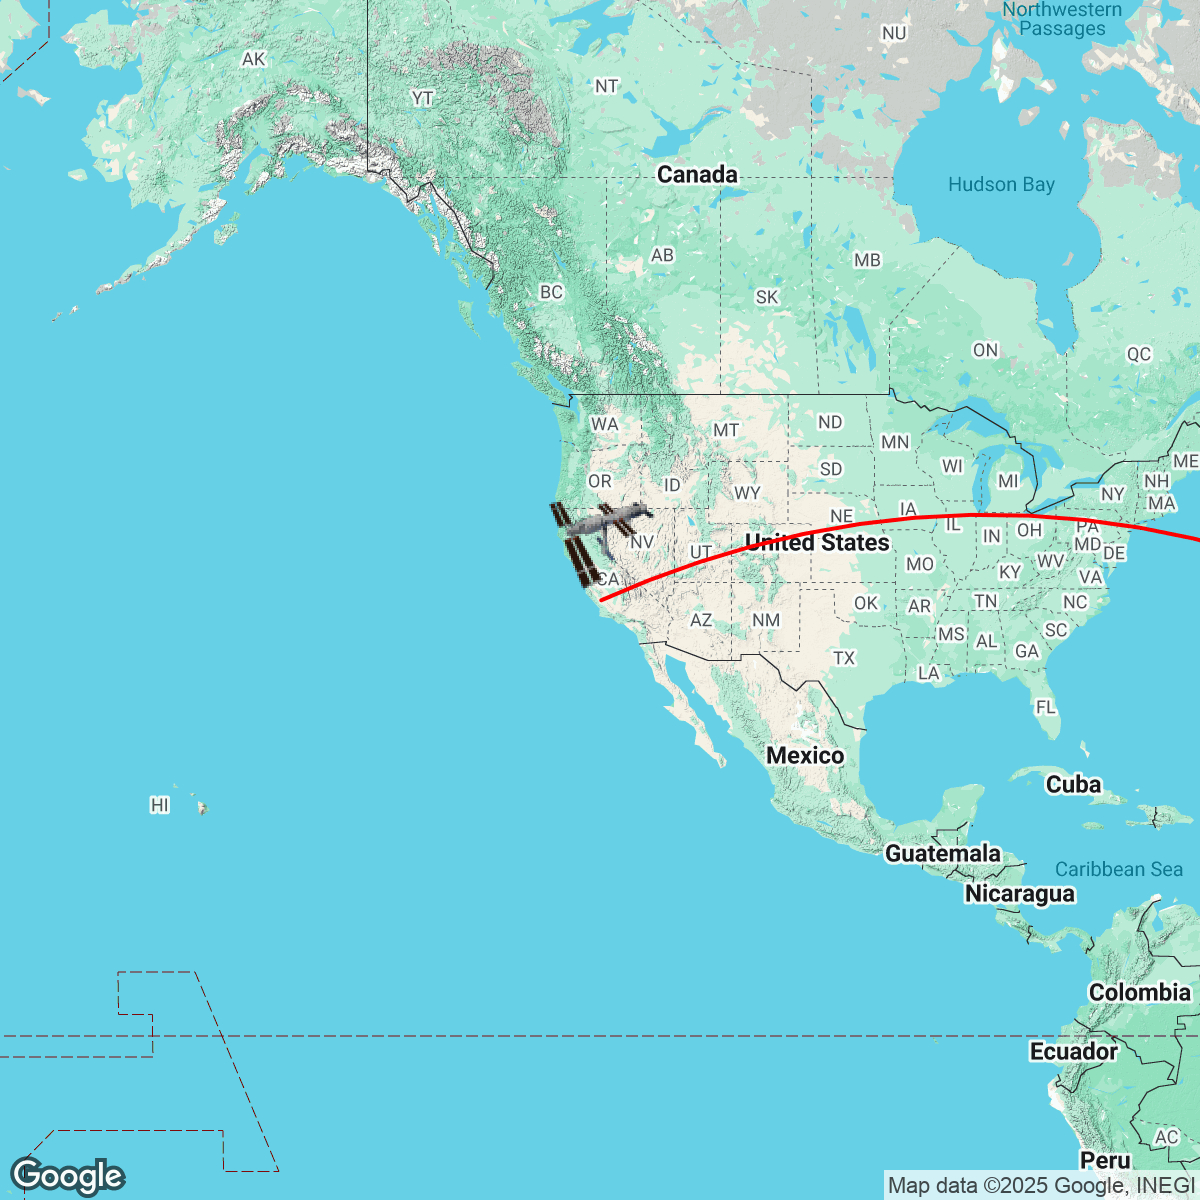 Northwestern
Passages
NU
AK
NT
YT
Canada
Hudson Bay
AB
MB
BC
SK
ON
QC
WA
MT
ND
MN
ME
WI
SD
OR
ID
MI
NH
WY
NY
MA
IA
NE
IL
PA
OH
IN
NV
United States
MD
UT
DE
WV
MO
KY
VA
CA
TN
NC
OK
AR
AZ
NM
SC
MS
AL
GA
TX
LA
FL
Mexico
Cuba
HI
Guatemala
Caribbean Sea
Nicaragua
Colombia
Ecuador
AC
Peru
Google
Map data ©2025 Google, INEGI